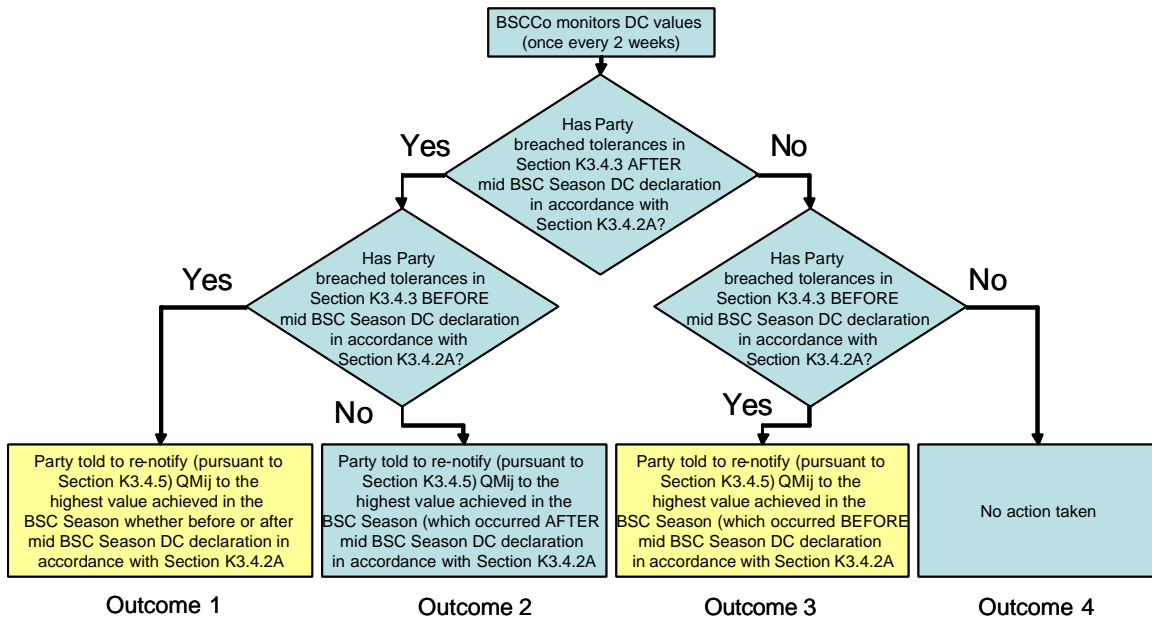 BSCCo monitors DC values
(once every 2 weeks)
Has Party
breached tolerances in
Section K3.4.3 AFTER
mid BSC Season DC declaration
in accordance with
Section K3.4.2A?
Yes
No
Has Party
breached tolerances in
Section K3.4.3 BEFORE
mid BSC Season DC declaration
in accordance with
Section K3.4.2A?
Yes
No
Has Party
breached tolerances in
Section K3.4.3 BEFORE
mid BSC Season DC declaration
in accordance with
Section K3.4.2A?
Yes
No
Party told to re-notify (pursuant to
Section K3.4.5) QMij to the
highest value achieved in the
BSC Season whether before or after
mid BSC Season DC declaration in
accordance with Section K3.4.2A
Party told to re-notify (pursuant to
Section K3.4.5) QMij to the
highest value achieved in the
BSC Season (which occurred AFTER
mid BSC Season DC declaration
in accordance with Section K3.4.2A
Party told to re-notify (pursuant to
Section K3.4.5) QMij to the
highest value achieved in the
BSC Season (which occurred BEFORE
mid BSC Season DC declaration
in accordance with Section K3.4.2A
No action taken
Outcome 1
Outcome 2
Outcome 3
Outcome 4